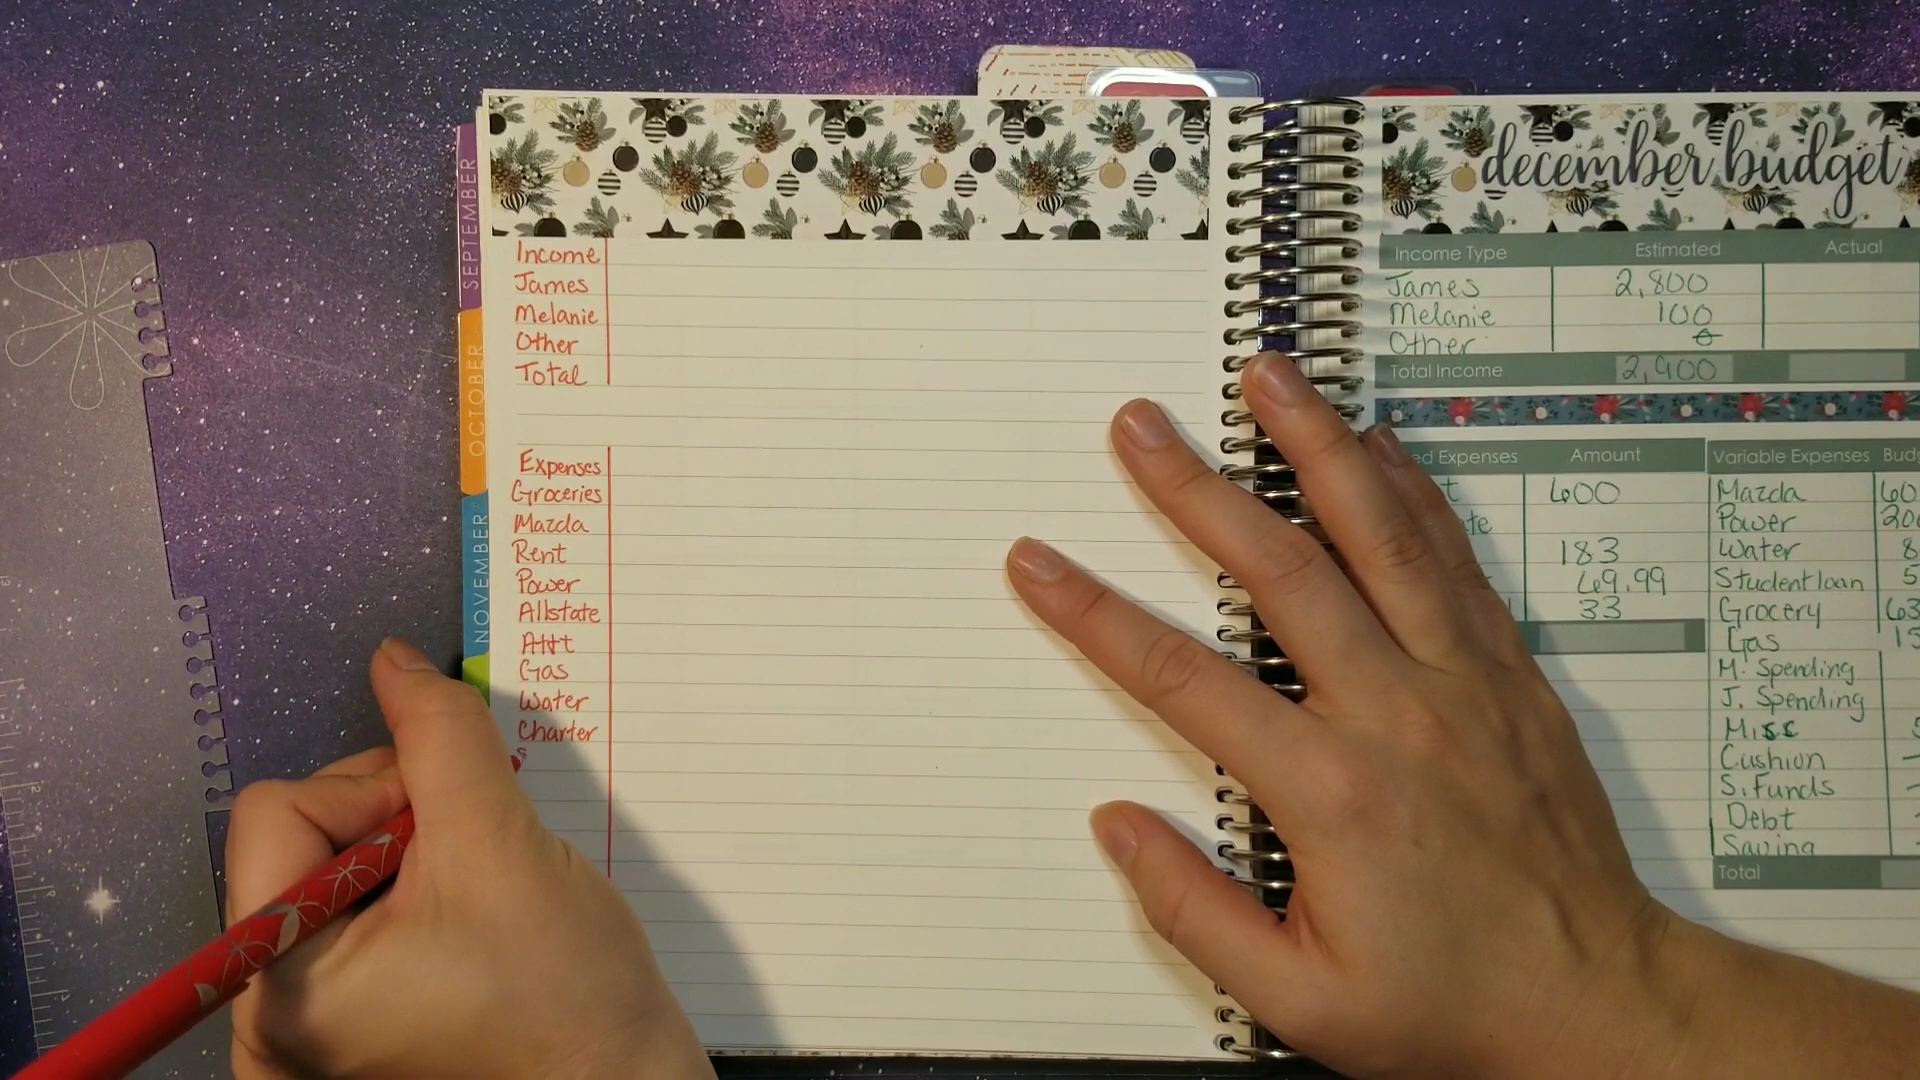 SEPTEMBER
OCTOBER
NOVEMBER
Income
James
Melanie
Other
Total
Expenses
Groceries
Mazda
Rent
Power
Allstate
Att
Gas
Water
Charter
S
december budget
Income Type Estimated Actual
James 2,800
Melanie 100
Other
Total Income 2,900
Expenses Amount
600
183
69.99
33
Variable Expenses
Mazda
Power
Water
Student loan
Grocery
Gas
M. Spending
J. Spending
Miss
Cushion
S. Funds
Debt
Saving
Total